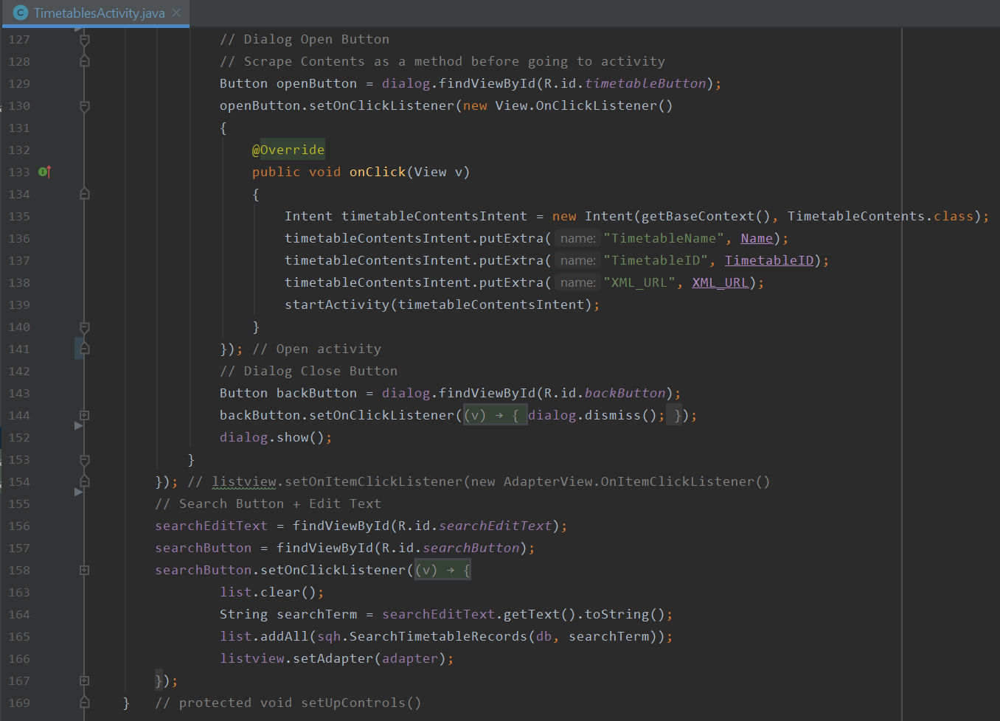 TimetablesActivity.java
127 // Dialog Open Button
128 // Scrape Contents as a method before going to activity
129 Button openButton = dialog.findViewById(R.id.timetableButton);
130 openButton.setOnClickListener(new View.OnClickListener()
131 {
132 @Override
133 public void onClick(View v)
134 {
135 Intent timetableContentsIntent = new Intent(getBaseContext(), TimetableContents.class);
136 timetableContentsIntent.putExtra( name: "TimetableName", Name);
137 timetableContentsIntent.putExtra( name: "TimetableID", TimetableID);
138 timetableContentsIntent.putExtra( name: "XML_URL", XML_URL);
139 startActivity(timetableContentsIntent);
140 }
141 }); // Open activity
142 // Dialog Close Button
143 Button backButton = dialog.findViewById(R.id.backButton);
144 backButton.setOnClickListener((v) → { dialog.dismiss(); });
152 dialog.show();
153 }
154 }); // listview.setOnItemClickListener(new AdapterView.OnItemClickListener()
155 // Search Button + Edit Text
156 searchEditText = findViewById(R.id.searchEditText);
157 searchButton = findViewById(R.id.searchButton);
158 searchButton.setOnClickListener((v) → {
163 list.clear();
164 String searchTerm = searchEditText.getText().toString();
165 list.addAll(sqh.SearchTimetableRecords(db, searchTerm));
166 listview.setAdapter(adapter);
167 });
169 } // protected void setUpControls()